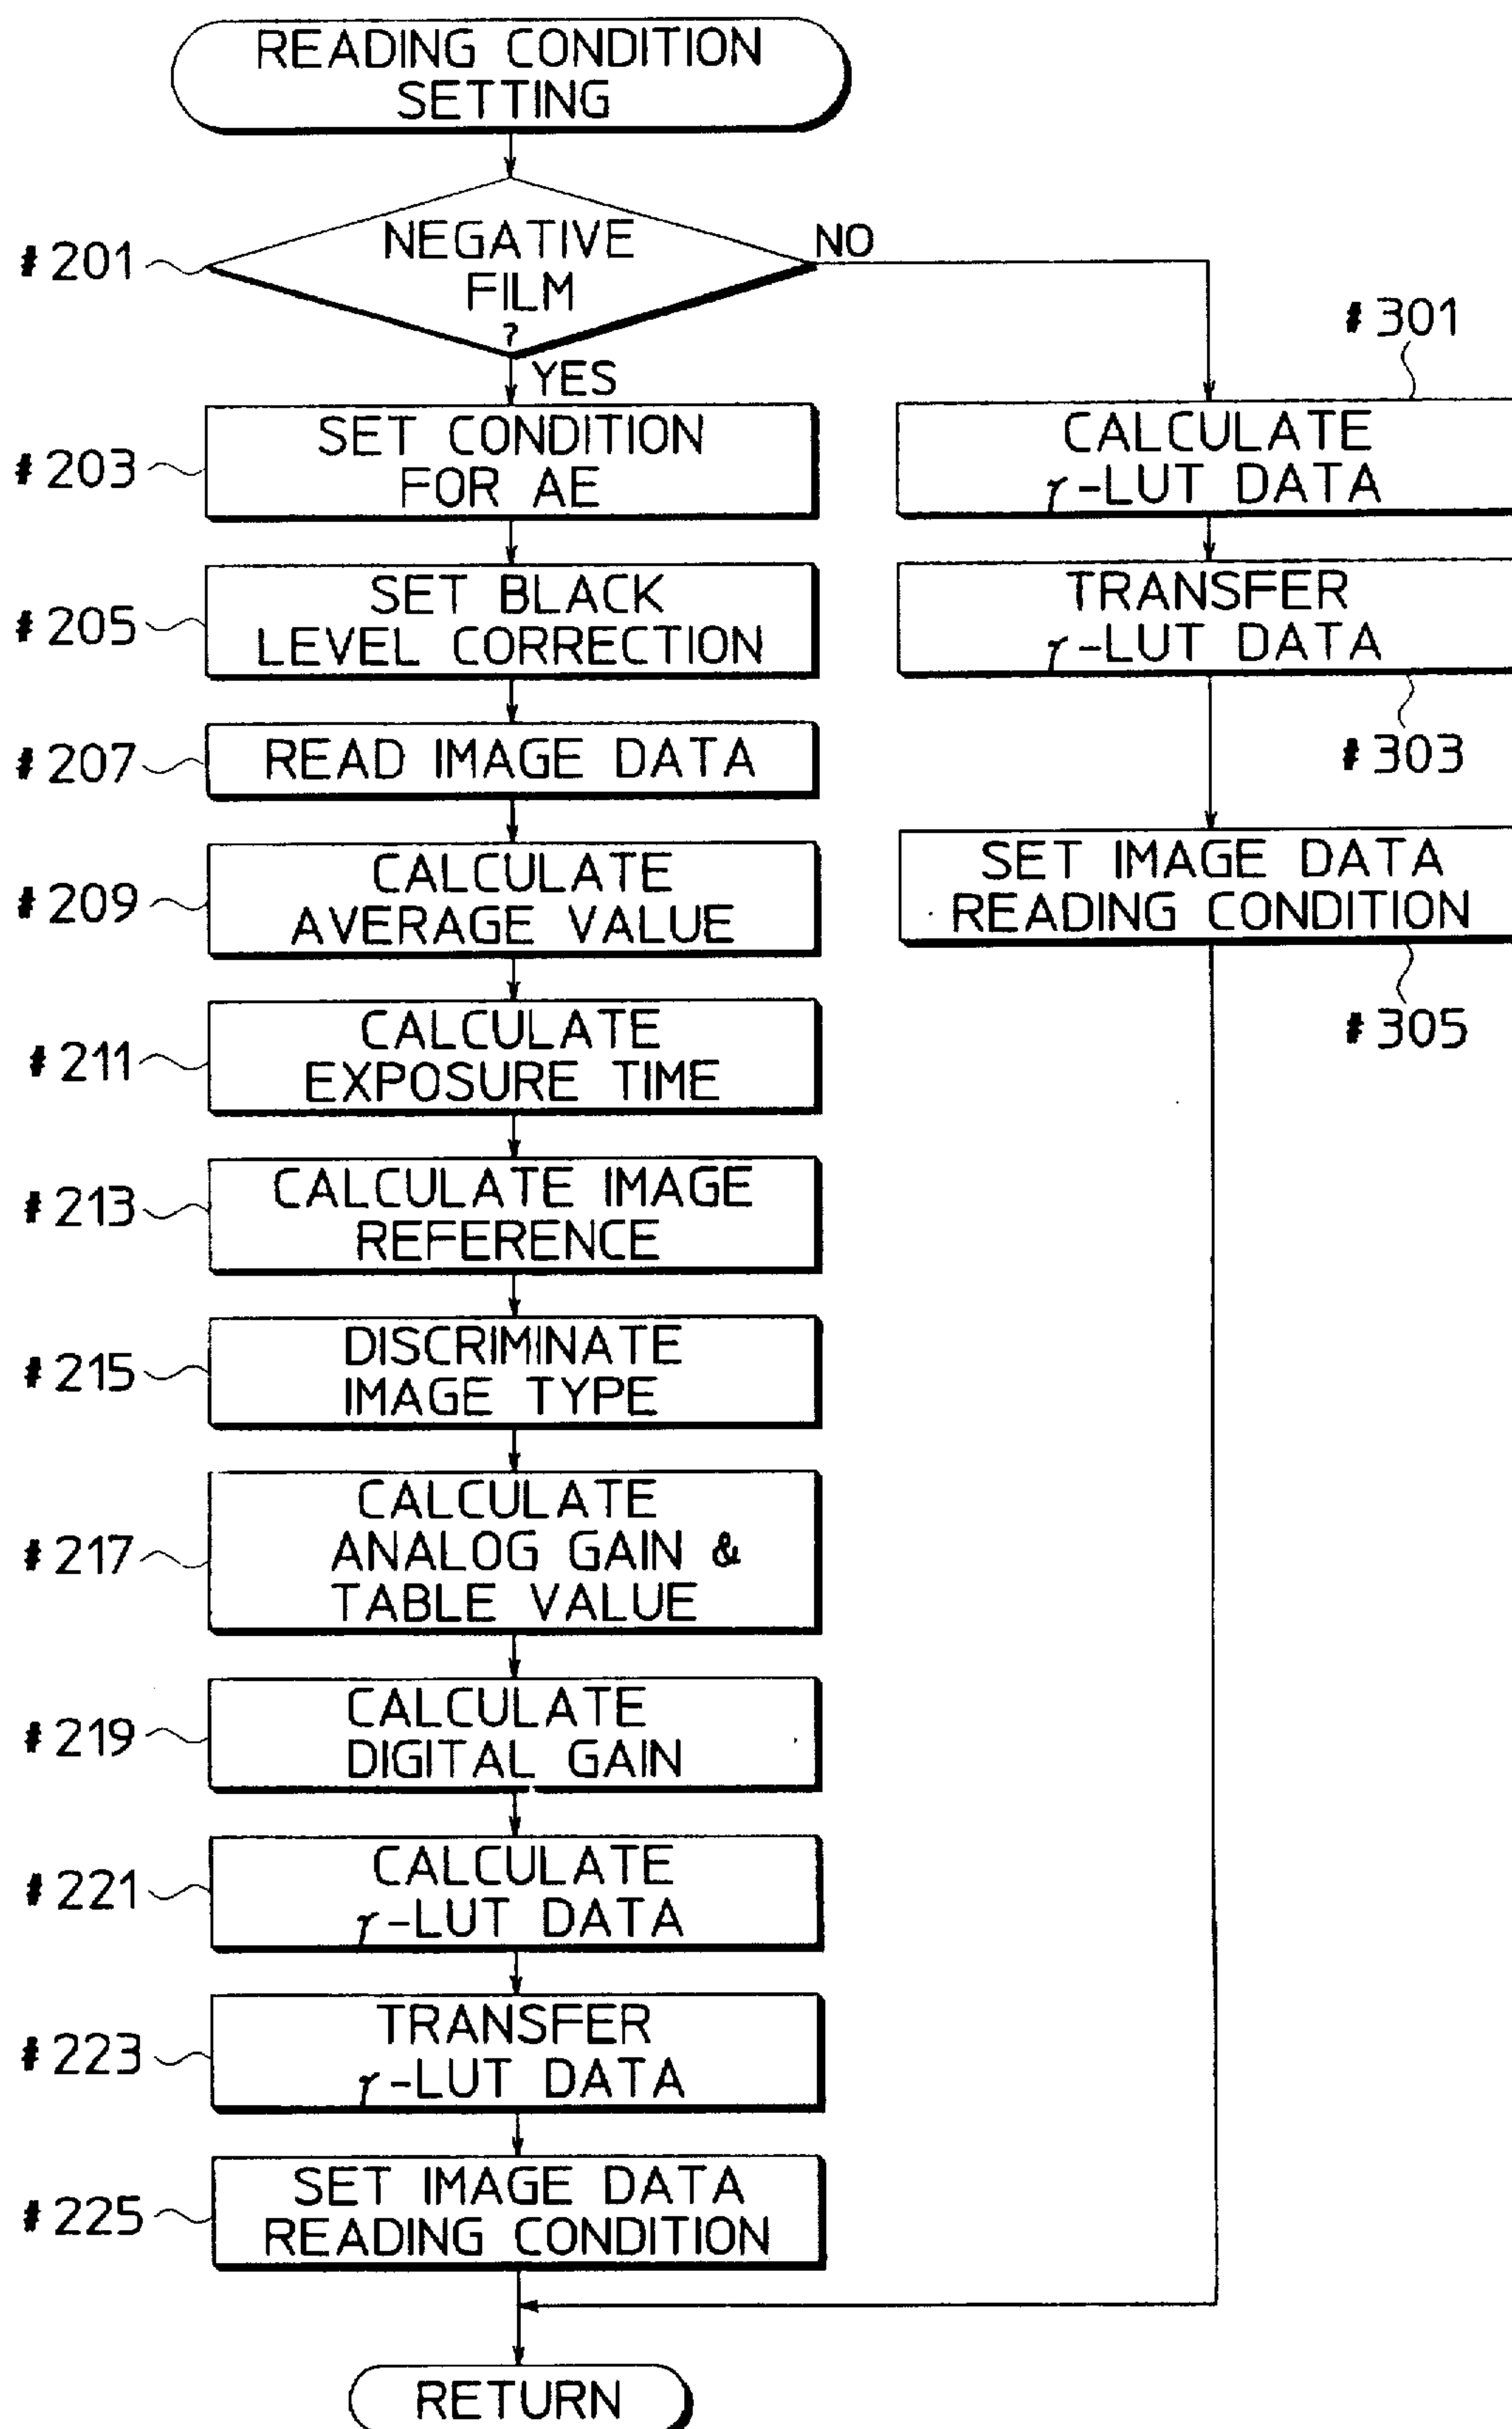 READING CONDITION
SETTING
#201
NEGATIVE
FILM
?
NO
YES
#203
SET CONDITION
FOR AE
#205
SET BLACK
LEVEL CORRECTION
#207
READ IMAGE DATA
#209
CALCULATE
AVERAGE VALUE
#211
CALCULATE
EXPOSURE TIME
#213
CALCULATE IMAGE
REFERENCE
#215
DISCRIMINATE
IMAGE TYPE
#217
CALCULATE
ANALOG GAIN &
TABLE VALUE
#219
CALCULATE
DIGITAL GAIN
#221
CALCULATE
γ-LUT DATA
#223
TRANSFER
γ-LUT DATA
#225
SET IMAGE DATA
READING CONDITION
#301
CALCULATE
γ-LUT DATA
TRANSFER
γ-LUT DATA
#303
SET IMAGE DATA
READING CONDITION
#305
RETURN